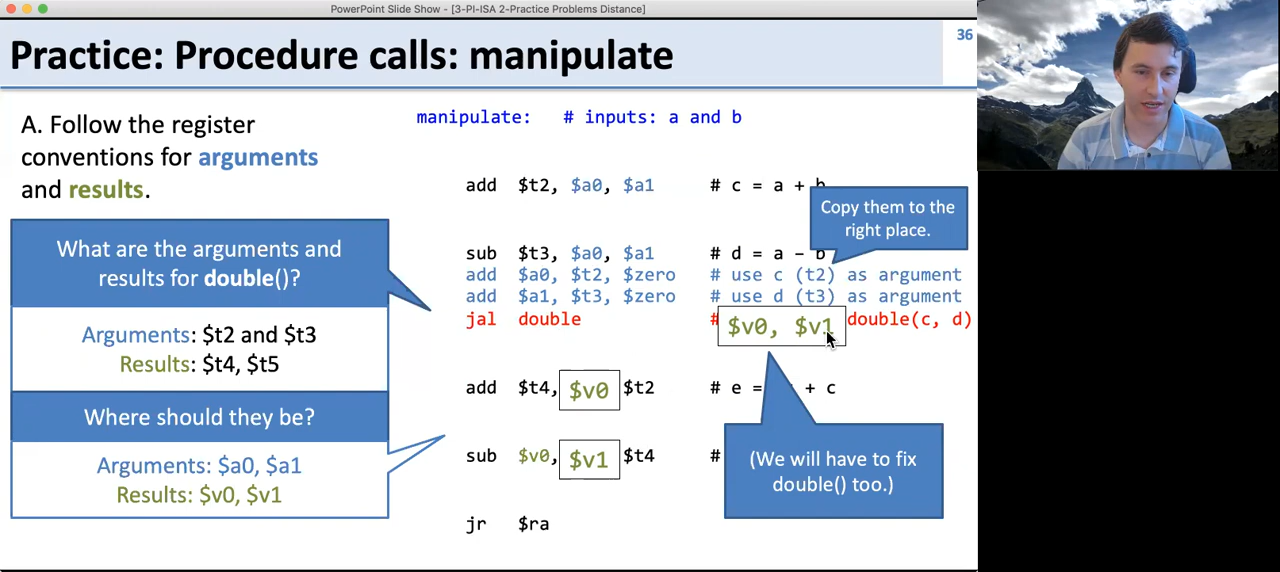 PowerPoint Slide Show - [3-PI-ISA 2-Practice Problems Distance]
Practice: Procedure calls: manipulate
36
A. Follow the register
conventions for arguments
and results.
What are the arguments and
results for double()?
Arguments: $t2 and $t3
Results: $t4, $t5
Where should they be?
Arguments: $a0, $a1
Results: $v0, $v1
manipulate: # inputs: a and b
add $t2, $a0, $a1 # c = a + b
Copy them to the
right place.
sub $t3, $a0, $a1 # d = a − b
add $a0, $t2, $zero # use c (t2) as argument
add $a1, $t3, $zero # use d (t3) as argument
jal double # $v0, $v1 double(c, d)
add $t4, $v0 $t2 # e = + c
sub $v0, $v1 $t4 #
(We will have to fix
double() too.)
jr $ra